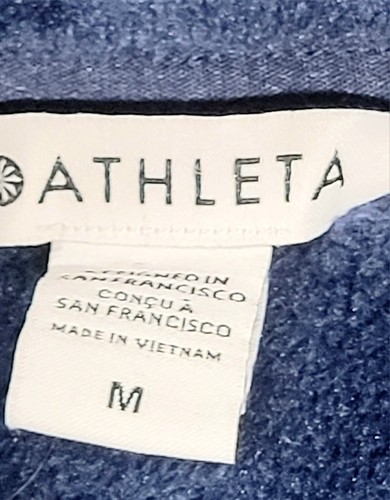 ATHLETA
DESIGNED IN
SAN FRANCISCO
CONÇU À
SAN FRANCISCO
MADE IN VIETNAM
M